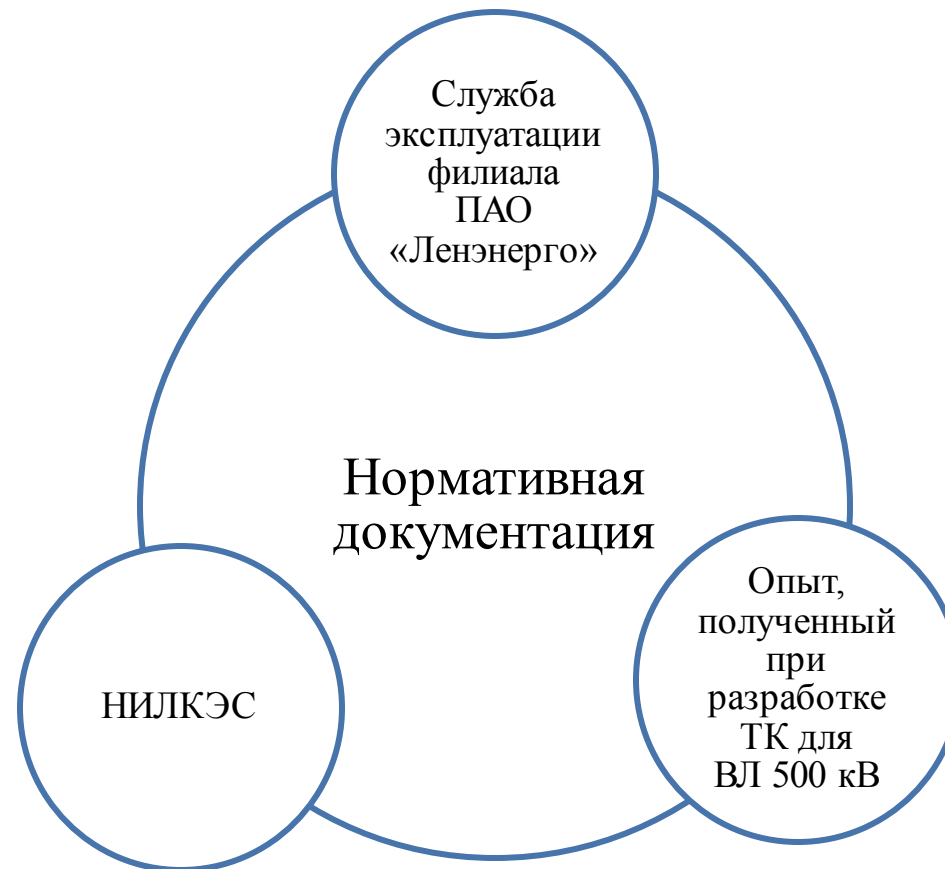 Служба
эксплуатации
филиала
ПАО
«Ленэнерго»
Нормативная
документация
НИЛКЭС
Опыт,
полученный
при
разработке
ТК для
ВЛ 500 кВ